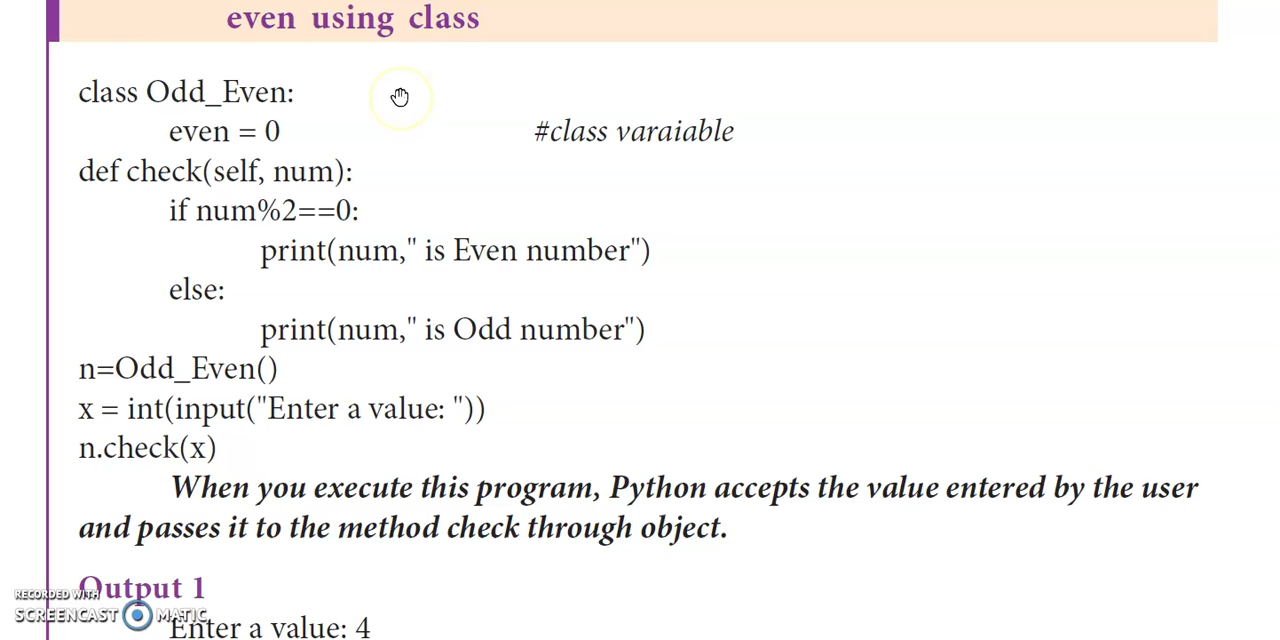 even using class
class Odd_Even:
even = 0 #class varaiable
def check(self, num):
if num%2==0:
print(num," is Even number")
else:
print(num," is Odd number")
n=Odd_Even()
x = int(input("Enter a value: "))
n.check(x)
When you execute this program, Python accepts the value entered by the user
and passes it to the method check through object.
Output 1
RECORDED WITH
SCREENCAST MATIC
Enter a value: 4